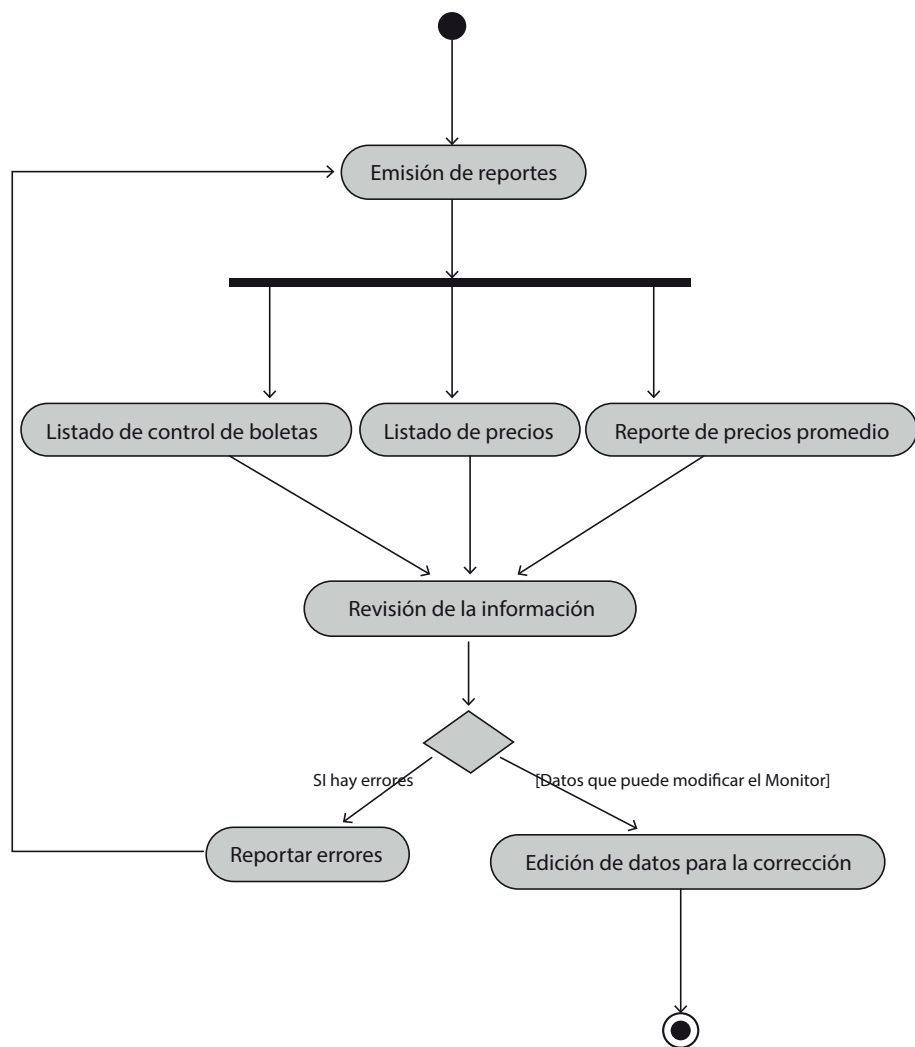 Emisión de reportes
Listado de control de boletas
Listado de precios
Reporte de precios promedio
Revisión de la información
SI hay errores
[Datos que puede modificar el Monitor]
Reportar errores
Edición de datos para la corrección